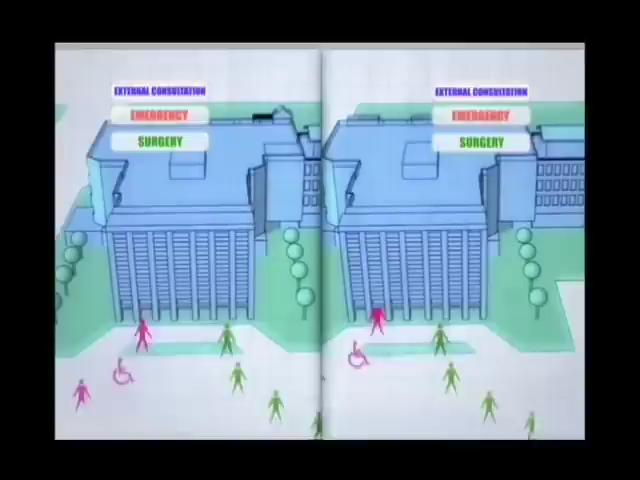 EXTERNAL CONSULTATION
EMERGENCY
SURGERY
EXTERNAL CONSULTATION
EMERGENCY
SURGERY